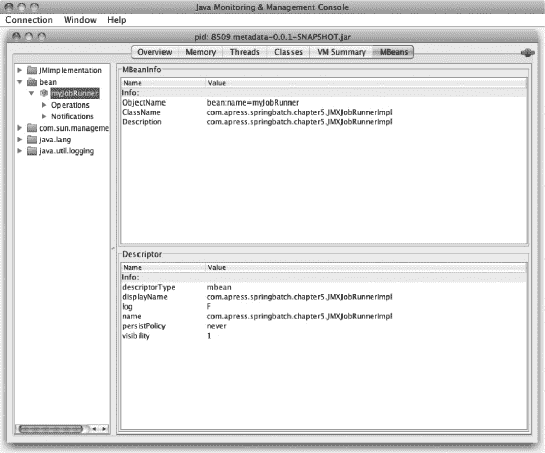 Java Monitoring & Management Console
Connection Window Help
pid: 8509 metadata-0.0.1-SNAPSHOT.jar
Overview Memory Threads Classes VM Summary MBeans
JMImplementation
bean
myJobRunner
Operations
Notifications
com.sun.manageme
java.lang
java.util.logging
MBeanInfo
Name Value
Info:
ObjectName bean:name=myJobRunner
ClassName com.apress.springbatch.chapter5.JMXJobRunnerImpl
Description com.apress.springbatch.chapter5.JMXJobRunnerImpl
Descriptor
Name Value
Info:
descriptorType mbean
displayName com.apress.springbatch.chapter5.JMXJobRunnerImpl
log F
name com.apress.springbatch.chapter5.JMXJobRunnerImpl
persistPolicy never
visibility 1